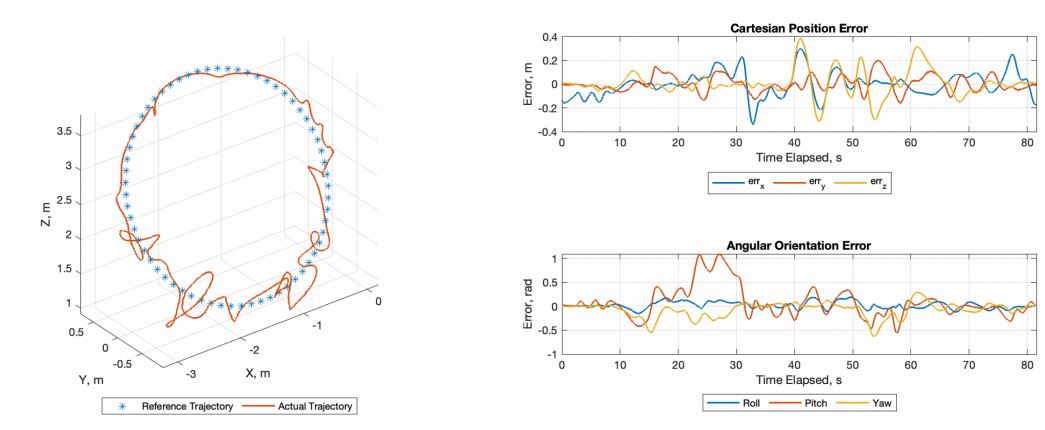 3.5
3
2.5
2
1.5
1
Z, m
0.5
0
-0.5
Y, m
-3
-2
-1
0
X, m
Reference Trajectory
Actual Trajectory
Cartesian Position Error
0.4
0.2
0
-0.2
-0.4
Error, m
0 10 20 30 40 50 60 70 80
Time Elapsed, s
err_x err_y err_z
Angular Orientation Error
1
0.5
0
-0.5
-1
Error, rad
0 10 20 30 40 50 60 70 80
Time Elapsed, s
Roll Pitch Yaw